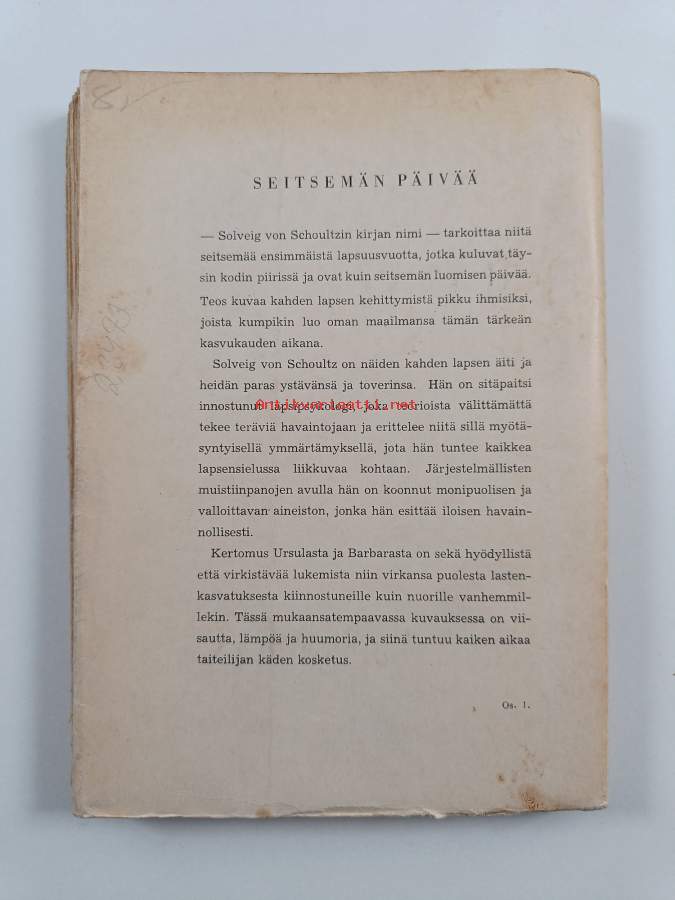 8,-
SEITSEMÄN PÄIVÄÄ
— Solveig von Schoultzin kirjan nimi — tarkoittaa niitä
seitsemää ensimmäistä lapsuusvuotta, jotka kuluvat täy-
sin kodin piirissä ja ovat kuin seitsemän luomisen päivää.
Teos kuvaa kahden lapsen kehittymistä pikku ihmisiksi,
joista kumpikin luo oman maailmansa tämän tärkeän
kasvukauden aikana.
Solveig von Schoultz on näiden kahden lapsen äiti ja
heidän paras ystävänsä ja toverinsa. Hän on sitäpaitsi
innostunut lapsipsykologi, joka teorioista välittämättä
Antikvariaatti.net
tekee teräviä havaintojaan ja erittelee niitä sillä myötä-
syntyisellä ymmärtämyksellä, jota hän tuntee kaikkea
lapsensielussa liikkuvaa kohtaan. Järjestelmällisten
muistiinpanojen avulla hän on koonnut monipuolisen ja
valloittavan aineiston, jonka hän esittää iloisen havain-
nollisesti.
Kertomus Ursulasta ja Barbarasta on sekä hyödyllistä
että virkistävää lukemista niin virkansa puolesta lasten-
kasvatuksesta kiinnostuneille kuin nuorille vanhemmil-
lekin. Tässä mukaansatempaavassa kuvauksessa on vii-
sautta, lämpöä ja huumoria, ja siinä tuntuu kaiken aikaa
taiteilijan käden kosketus.
Os. 1.